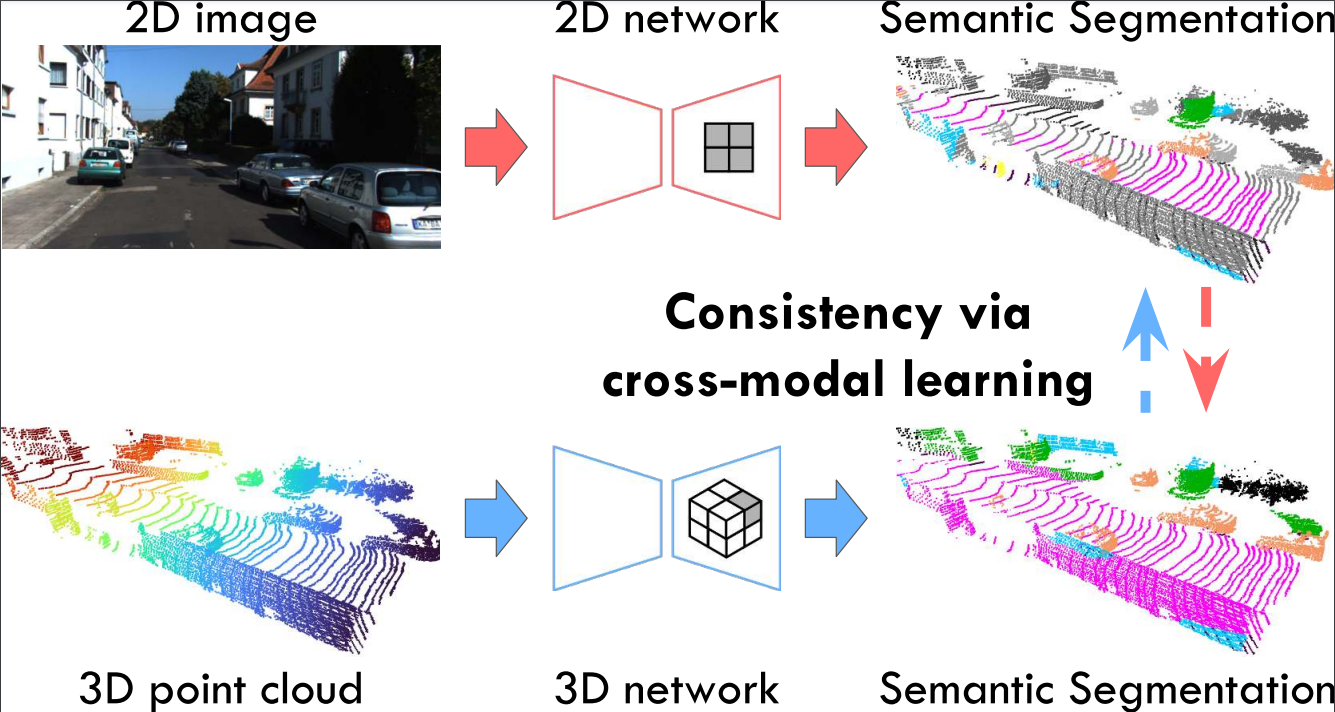 2D image
2D network
Semantic Segmentation
Consistency via
cross-modal learning
3D point cloud
3D network
Semantic Segmentation